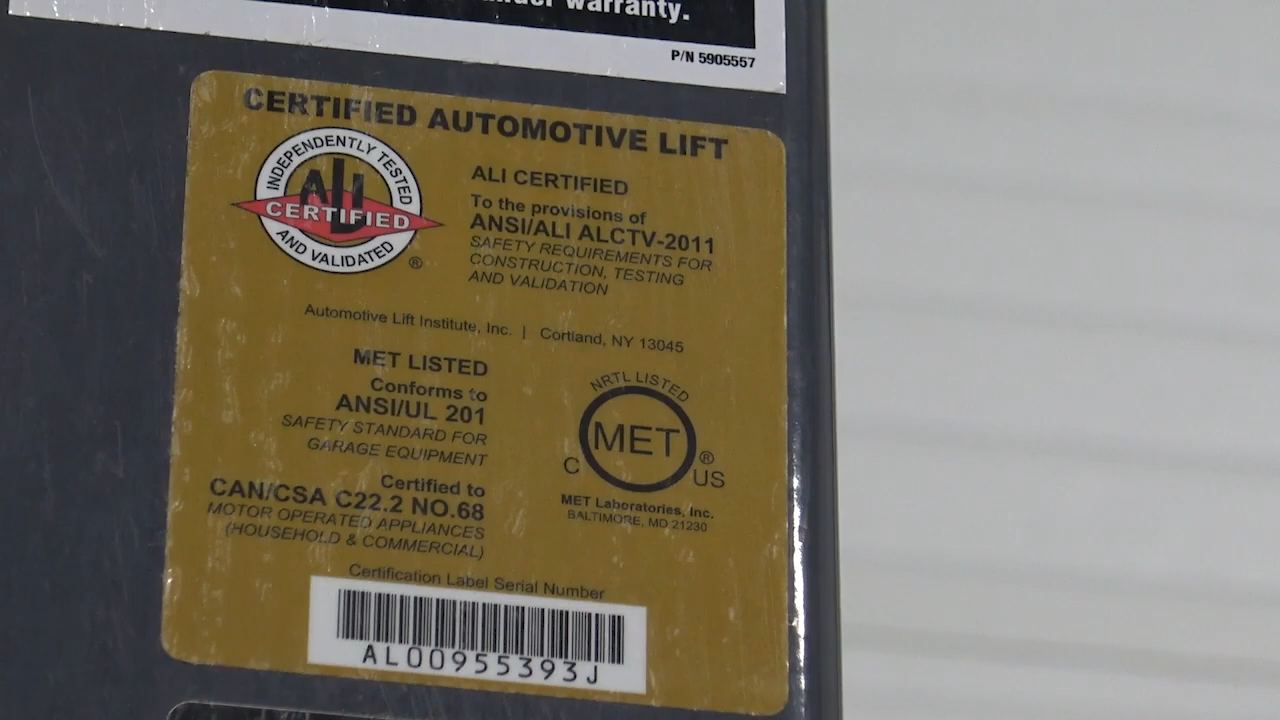 under warranty.
P/N 5905557
CERTIFIED AUTOMOTIVE LIFT
INDEPENDENTLY TESTED
ALI
CERTIFIED
AND VALIDATED
®
ALI CERTIFIED
To the provisions of
ANSI/ALI ALCTV-2011
SAFETY REQUIREMENTS FOR
CONSTRUCTION, TESTING
AND VALIDATION
Automotive Lift Institute, Inc. | Cortland, NY 13045
MET LISTED
Conforms to
ANSI/UL 201
SAFETY STANDARD FOR
GARAGE EQUIPMENT
Certified to
CAN/CSA C22.2 NO.68
MOTOR OPERATED APPLIANCES
(HOUSEHOLD & COMMERCIAL)
NRTL LISTED
MET
®
C US
MET Laboratories, Inc.
BALTIMORE, MD 21230
Certification Label Serial Number
AL00955393J